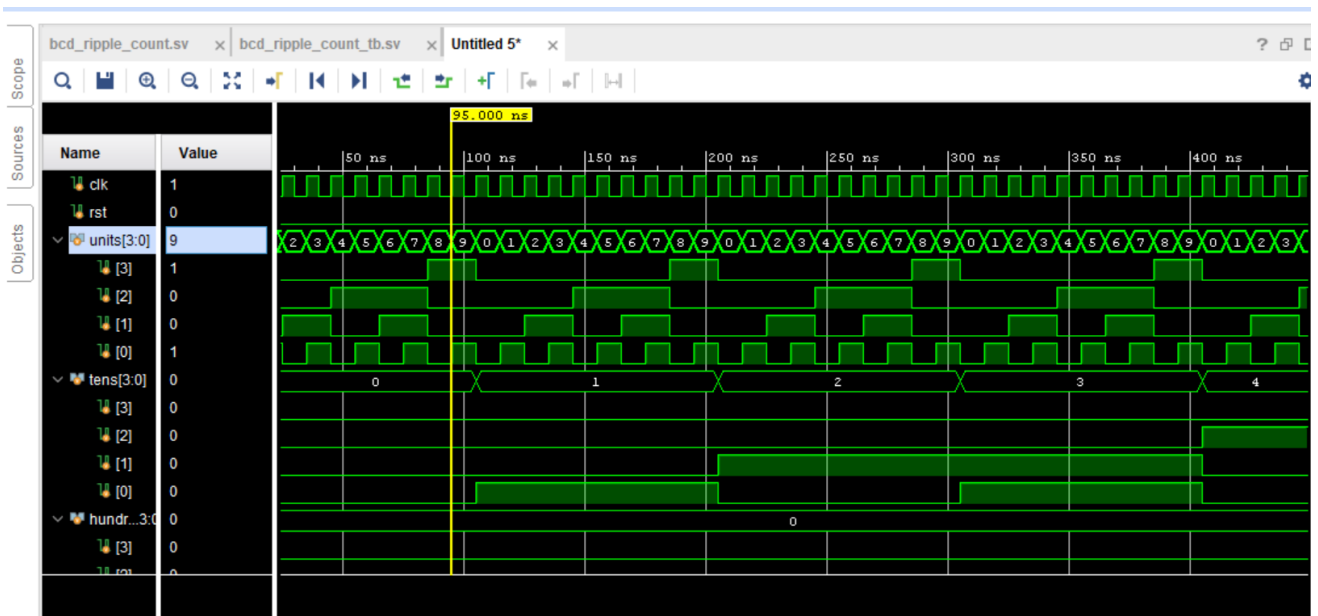 bcd_ripple_count.sv × bcd_ripple_count_tb.sv × Untitled 5* × ?
Scope
Sources
Objects
95.000 ns
Name Value 50 ns 100 ns 150 ns 200 ns 250 ns 300 ns 350 ns 400 ns
clk 1
rst 0
units[3:0] 9 2 3 4 5 6 7 8 9 0 1 2 3 4 5 6 7 8 9 0 1 2 3 4 5 6 7 8 9 0 1 2 3 4 5 6 7 8 9 0 1 2 3
[3] 1
[2] 0
[1] 0
[0] 1
tens[3:0] 0 0 1 2 3 4
[3] 0
[2] 0
[1] 0
[0] 0
hundr...3:0 0 0
[3] 0